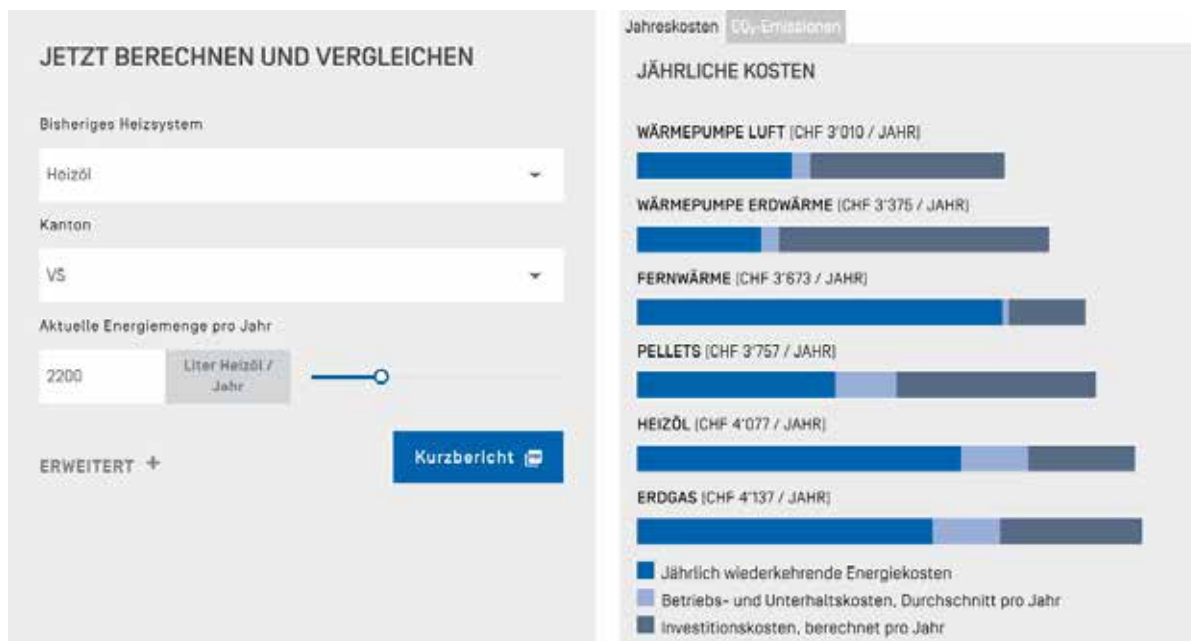 JETZT BERECHNEN UND VERGLEICHEN
Bisheriges Heizsystem
Heizöl
Kanton
VS
Aktuelle Energiemenge pro Jahr
2200
Liter Heizöl /
Jahr
ERWEITERT +
Kurzbericht
Jahreskosten
CO₂-Emissionen
JÄHRLICHE KOSTEN
WÄRMEPUMPE LUFT (CHF 3'010 / JAHR)
WÄRMEPUMPE ERDWÄRME (CHF 3'375 / JAHR)
FERNWÄRME (CHF 3'673 / JAHR)
PELLETS (CHF 3'757 / JAHR)
HEIZÖL (CHF 4'077 / JAHR)
ERDGAS (CHF 4'137 / JAHR)
Jährlich wiederkehrende Energiekosten
Betriebs- und Unterhaltskosten, Durchschnitt pro Jahr
Investitionskosten, berechnet pro Jahr